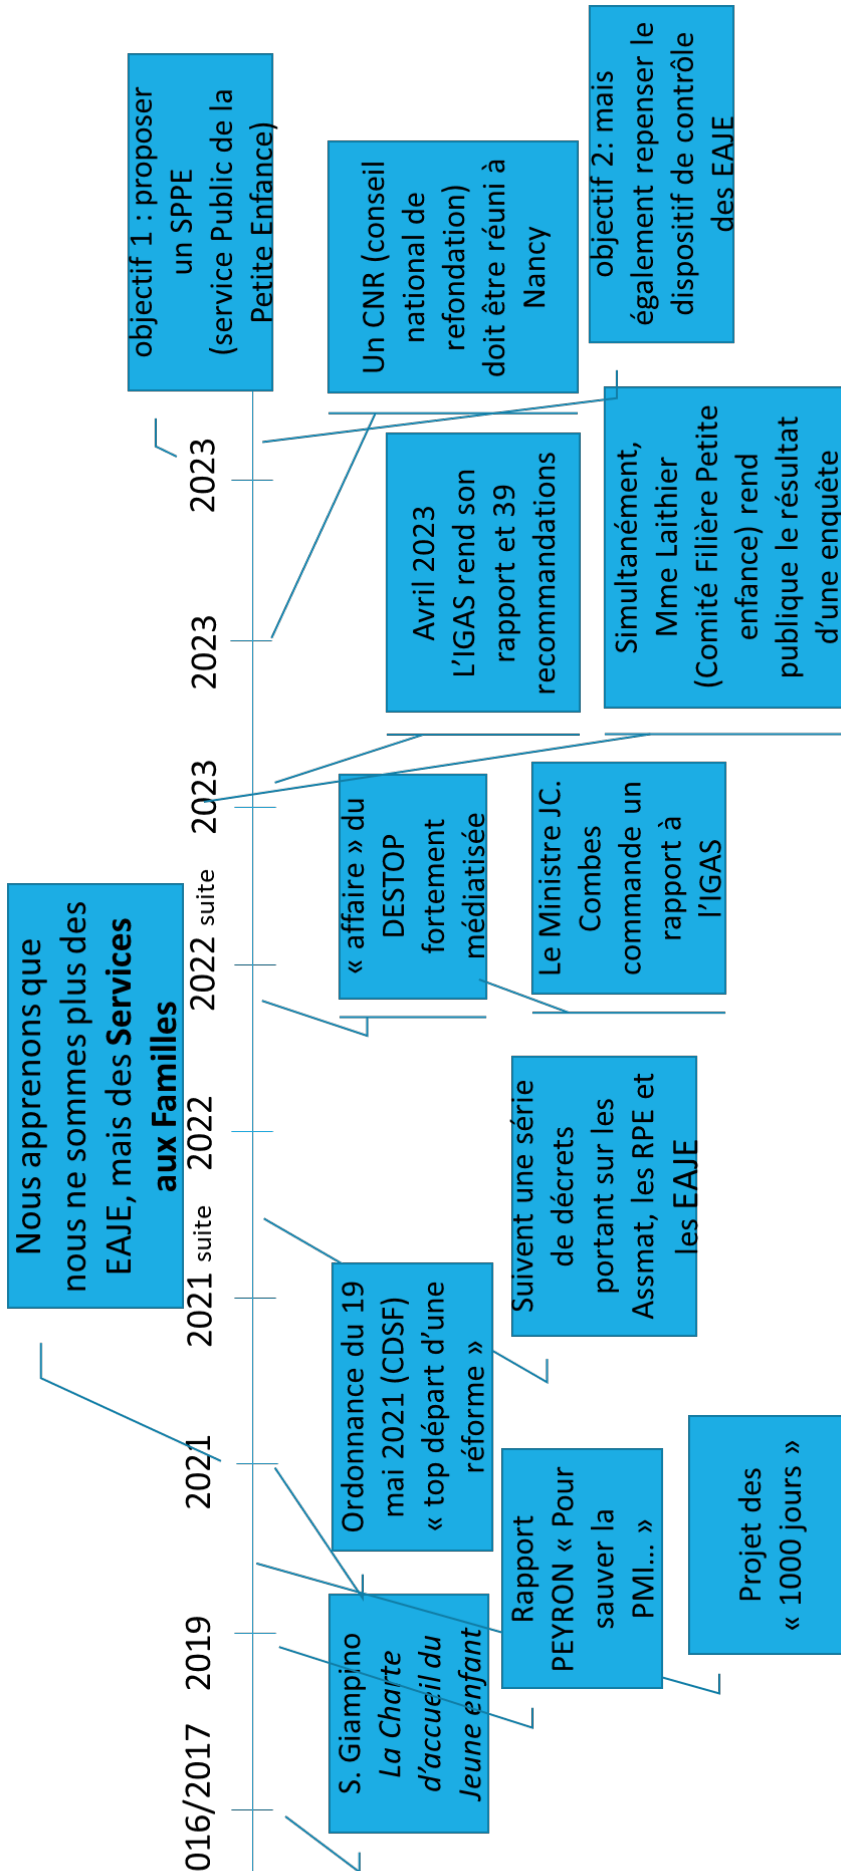 Nous apprenons que
nous ne sommes plus des
EAJE, mais des Services
aux Familles
016/2017
2019
2021
2021 suite
2022
2022 suite
2023
2023
2023
S. Giampino
La Charte
d'accueil du
Jeune enfant
Rapport
PEYRON « Pour
sauver la
PMI... »
Projet des
« 1000 jours »
Ordonnance du 19
mai 2021 (CDSF)
« top départ d'une
réforme »
Suivent une série
de décrets
portant sur les
Assmat, les RPE et
les EAJE
« affaire » du
DESTOP
fortement
médiatisée
Le Ministre JC.
Combes
commande un
rapport à
l'IGAS
Avril 2023
L'IGAS rend son
rapport et 39
recommandations
Simultanément,
Mme Laithier
(Comité Filière Petite
enfance) rend
publique le résultat
d'une enquête
Un CNR (conseil
national de
refondation)
doit être réuni à
Nancy
objectif 1 : proposer
un SPPE
(service Public de la
Petite Enfance)
objectif 2: mais
également repenser le
dispositif de contrôle
des EAJE